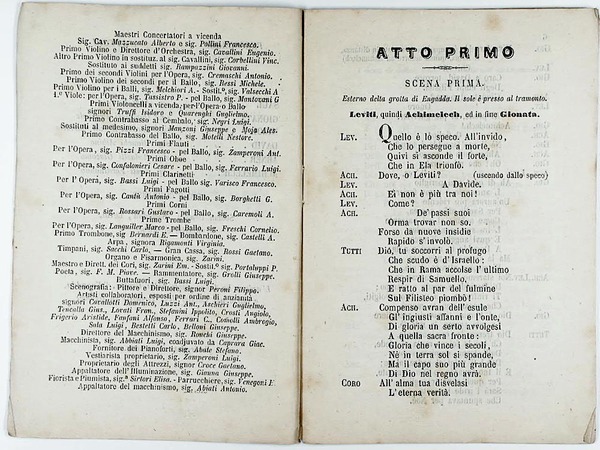 Maestri Concertatori a vicenda
Sig. Cav. Mazzucato Alberto e sig. Pollini Francesco.
Primo Violino e Direttore d'Orchestra, sig. Cavallini Eugenio.
Altro Primo Violino in sostituz. al sig. Cavallini, sig. Corbellini Vinc.
Sostituto ai suddetti sig. Rampazzini Giovanni.
Primo dei secondi Violini per l'Opera, sig. Cremaschi Antonio.
Primo Violino dei secondi per il Ballo, sig. Ressi Michele.
Primo Violino per i Balli, sig. Melchiori A. - Sostit.º sig. Valsecchi A
1.º Viole: per l'Opera, sig. Tassistro P. - pel Ballo, sig. Mantovani G
Primi Violoncelli a vicenda, per l'Opera o Ballo
signori Truffi Isidoro e Quarenghi Guglielmo.
Primo Contrabasso al Cembalo, sig. Negri Luigi.
Sostituti al medesimo, signori Manzoni Giuseppe e Moja Ales.
Primo Contrabasso del Ballo, sig. Motelli Nestore.
Primi Flauti
Per l'Opera, sig. Pizzi Francesco - pel Ballo, sig. Zamperoni Ant.
Primo Oboe
Per l'Opera, sig. Confalonieri Cesare - pel Ballo, sig. Ferrario Luigi.
Primi Clarinetti
Per l'Opera, sig. Bassi Luigi - pel Ballo, sig. Varisco Francesco.
Primi Fagotti
Per l'Opera, sig. Cantù Antonio - pel Ballo, sig. Borghetti G.
Primi Corni
Per l'Opera, sig. Rossari Gustavo - pel Ballo, sig. Caremoli A.
Prime Trombe
Per l'Opera, sig. Languiller Marco - pel Ballo, sig. Freschi Cornelio.
Primo Trombone, sig Bernardi E. — Bombardone, sig. Castelli A.
Arpa, signora Rigamonti Virginia.
Timpani, sig. Sacchi Carlo, — Gran Cassa, sig. Rossi Gaetano.
Organo e Fisarmonica, sig. Zarini.
Maestro e Dirett. dei Cori, sig. Zarini Em. - Sostit.º sig. Portaluppi P.
Poeta, sig. F. M. Piave. — Rammentatore, sig. Grolli Giuseppe.
Buttafuori, sig. Bassi Luigi.
Scenografia: - Pittore e Direttore, signor Peroni Filippo.
Artisti collaboratori, esposti per ordine di anzianità
signori Cavallotti Domenico, Luzzi Ant., Aschieri Guglielmo,
Tencalla Gius., Lovati Fran., Stefanini Ippolito, Crosti Angiolo,
Frigerio Aristide, Fanfani Alfonso, Ferrari C., Comolli Ambrogio,
Sala Luigi, Bestetti Carlo, Belloni Giuseppe.
Direttore del Macchinismo, sig. Ronchi Giuseppe.
Macchinista, sig. Abbiati Luigi, coadjuvato da Caprara Giac.
Fornitore dei Pianoforti, sig. Abate Stefano.
Vestiarista proprietario, sig. Zamperoni Luigi.
Proprietario degli Attrezzi, signor Croce Gaetano.
Appaltatore dell'Illuminazione, sig. Giauna Giuseppe.
Fiorista e Piumista, sig.ª Sirtori Elisa. - Parrucchiere, sig. Venegoni E.
Appaltatore del macchinismo, sig. Abiati Antonio.
ATTO PRIMO
SCENA PRIMA.
Esterno della grotta di Engadda. Il sole è presso al tramonto.
Leviti, quindi Achimelech, ed in fine Gionata.
Lev. Quello è lo speco. All'invido,
Che lo persegue a morte,
Quivi si asconde il forte,
Che in Ela trionfò.
Ach. Dove, o Leviti? (uscendo dallo speco)
Lev. A Davide.
Ach. Ei non è più tra noi!
Lev. Come?
Ach. De' passi suoi
Orma trovar non so.
Forso da nuove insidie
Rapido s'involò.
Tutti Dio, tu soccorri al profugo
Che scudo è d'Israello:
Che in Rama accolse l'ultimo
Respir di Samuello,
E ratto al par del fulmine
Sul Filisteo piombò!
Ach. Compenso avran dell'esule
Gl' ingiusti affanni e l'onte,
Di gloria un serto avvolgesi
A quella sacra fronte:
Gloria che vince i secoli,
Nè in terra sol si spande,
Ma il capo suo più grande
Di Dio nel regno avrà.
Coro All'alma tua disvelasi
L'eterna verità.